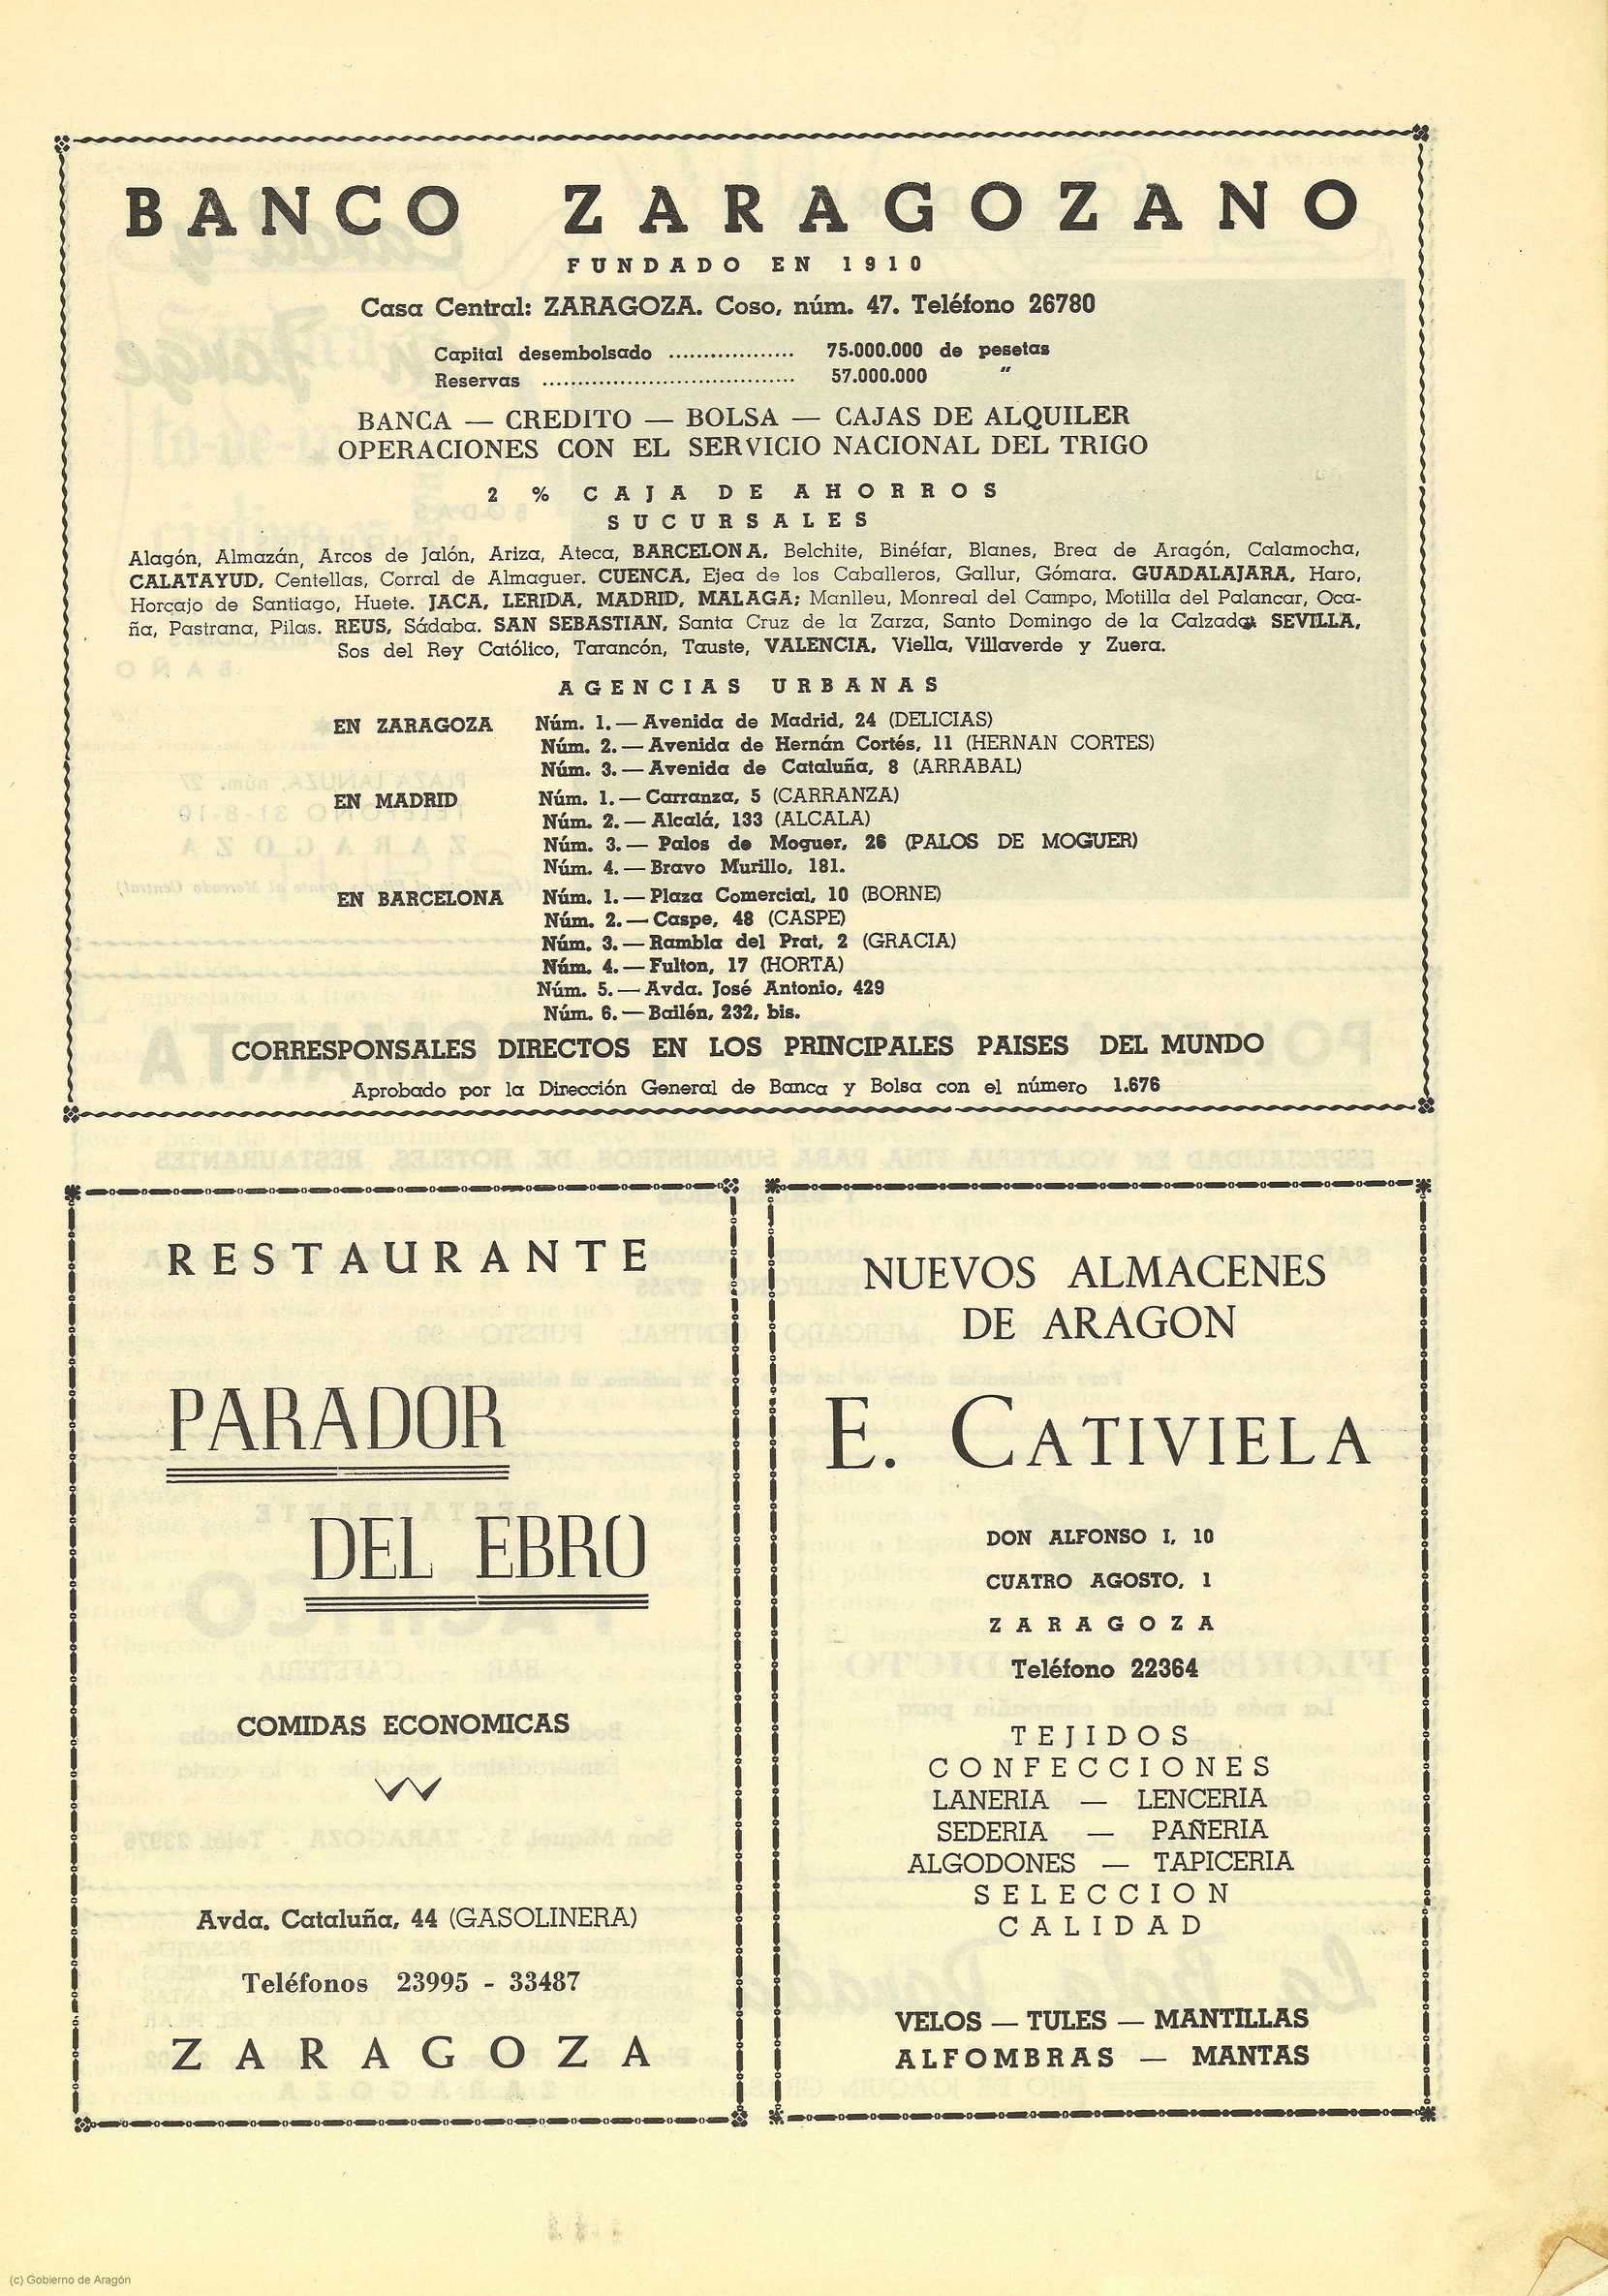 BANCO ZARAGOZANO
FUNDADO EN 1910
Casa Central: ZARAGOZA. Coso, núm. 47. Teléfono 26780
Capital desembolsado .................. 75.000.000 de pesetas
Reservas ................................... 57.000.000 "
BANCA — CREDITO — BOLSA — CAJAS DE ALQUILER
OPERACIONES CON EL SERVICIO NACIONAL DEL TRIGO
2 % CAJA DE AHORROS
SUCURSALES
Alagón, Almazán, Arcos de Jalón, Ariza, Ateca, BARCELONA, Belchite, Binéfar, Blanes, Brea de Aragón, Calamocha,
CALATAYUD, Centellas, Corral de Almaguer. CUENCA, Ejea de los Caballeros, Gallur, Gómara. GUADALAJARA, Haro,
Horcajo de Santiago, Huete. JACA, LERIDA, MADRID, MALAGA; Manlleu, Monreal del Campo, Motilla del Palancar, Oca-
ña, Pastrana, Pilas. REUS, Sádaba. SAN SEBASTIAN, Santa Cruz de la Zarza, Santo Domingo de la Calzada SEVILLA,
Sos del Rey Católico, Tarancón, Tauste, VALENCIA, Viella, Villaverde y Zuera.
AGENCIAS URBANAS
EN ZARAGOZA Núm. 1.— Avenida de Madrid, 24 (DELICIAS)
Núm. 2.— Avenida de Hernán Cortés, 11 (HERNAN CORTES)
Núm. 3.— Avenida de Cataluña, 8 (ARRABAL)
EN MADRID Núm. 1.— Carranza, 5 (CARRANZA)
Núm. 2.— Alcalá, 133 (ALCALA)
Núm. 3.— Palos de Moguer, 26 (PALOS DE MOGUER)
Núm. 4.— Bravo Murillo, 181.
EN BARCELONA Núm. 1.— Plaza Comercial, 10 (BORNE)
Núm. 2.— Caspe, 48 (CASPE)
Núm. 3.— Rambla del Prat, 2 (GRACIA)
Núm. 4.— Fulton, 17 (HORTA)
Núm. 5.— Avda. José Antonio, 429
Núm. 6.— Bailén, 232, bis.
CORRESPONSALES DIRECTOS EN LOS PRINCIPALES PAISES DEL MUNDO
Aprobado por la Dirección General de Banca y Bolsa con el número 1.676
RESTAURANTE
PARADOR
DEL EBRO
COMIDAS ECONOMICAS
Avda. Cataluña, 44 (GASOLINERA)
Teléfonos 23995 - 33487
ZARAGOZA
NUEVOS ALMACENES
DE ARAGON
E. CATIVIELA
DON ALFONSO I, 10
CUATRO AGOSTO, 1
ZARAGOZA
Teléfono 22364
TEJIDOS
CONFECCIONES
LANERIA — LENCERIA
SEDERIA — PAÑERIA
ALGODONES — TAPICERIA
SELECCION
CALIDAD
VELOS — TULES — MANTILLAS
ALFOMBRAS — MANTAS
(c) Gobierno de Aragón